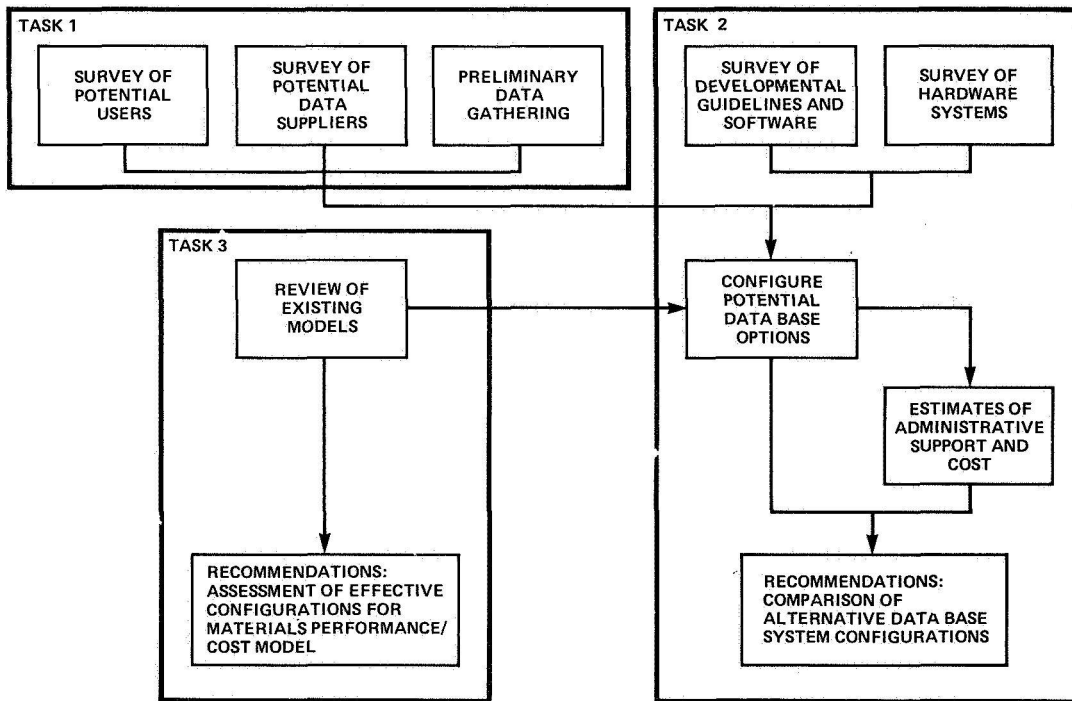 TASK 1
SURVEY OF
POTENTIAL
USERS
SURVEY OF
POTENTIAL
DATA
SUPPLIERS
PRELIMINARY
DATA
GATHERING
TASK 2
SURVEY OF
DEVELOPMENTAL
GUIDELINES AND
SOFTWARE
SURVEY OF
HARDWARE
SYSTEMS
TASK 3
REVIEW OF
EXISTING
MODELS
CONFIGURE
POTENTIAL
DATA BASE
OPTIONS
ESTIMATES OF
ADMINISTRATIVE
SUPPORT AND
COST
RECOMMENDATIONS:
ASSESSMENT OF EFFECTIVE
CONFIGURATIONS FOR
MATERIALS PERFORMANCE/
COST MODEL
RECOMMENDATIONS:
COMPARISON OF
ALTERNATIVE DATA BASE
SYSTEM CONFIGURATIONS